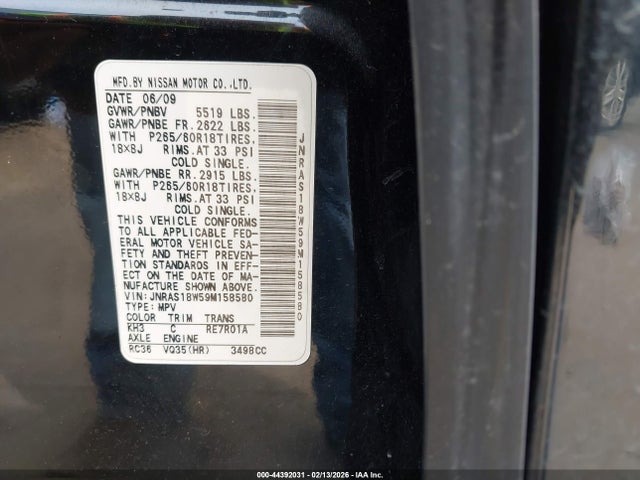 MFD.BY NISSAN MOTOR CO.,LTD.
DATE 06/09
GVWR/PNBV 5519 LBS.
GAWR/PNBE FR. 2622 LBS.
WITH P265/60R18TIRES.
18X8J RIMS.AT 33 PSI
COLD SINGLE.
GAWR/PNBE RR. 2915 LBS.
WITH P265/60R18TIRES.
18X8J RIMS.AT 33 PSI
COLD SINGLE.
THIS VEHICLE CONFORMS
TO ALL APPLICABLE FED-
ERAL MOTOR VEHICLE SA-
FETY AND THEFT PREVEN-
TION STANDARDS IN EFF-
ECT ON THE DATE OF MA-
NUFACTURE SHOWN ABOVE.
VIN:JNRAS18W59M158580
TYPE:MPV
COLOR TRIM TRANS
KH3 C RE7R01A
AXLE ENGINE
RC36 VQ35(HR) 3498CC
JNRAS18W59M158580
000-44392031 - 02/13/2026 - IAA Inc.